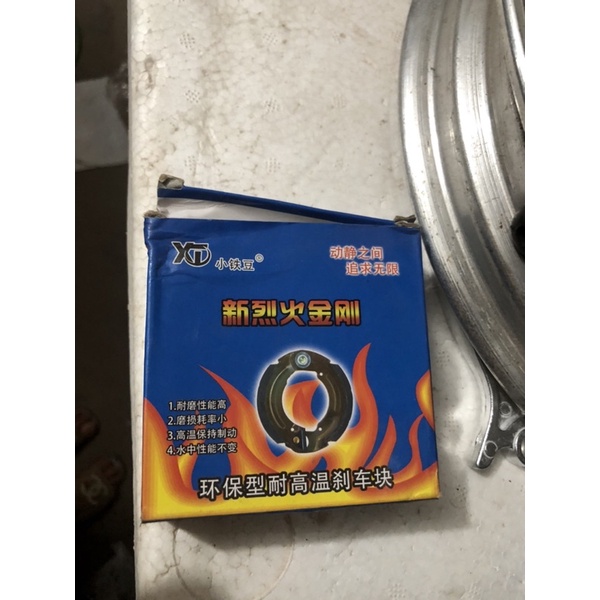 XTD 小铁豆®
动静之间
追求无限
新烈火金刚
1.耐磨性能高
2.磨损耗率小
3.高温保持制动
4.水中性能不变
环保型耐高温刹车块